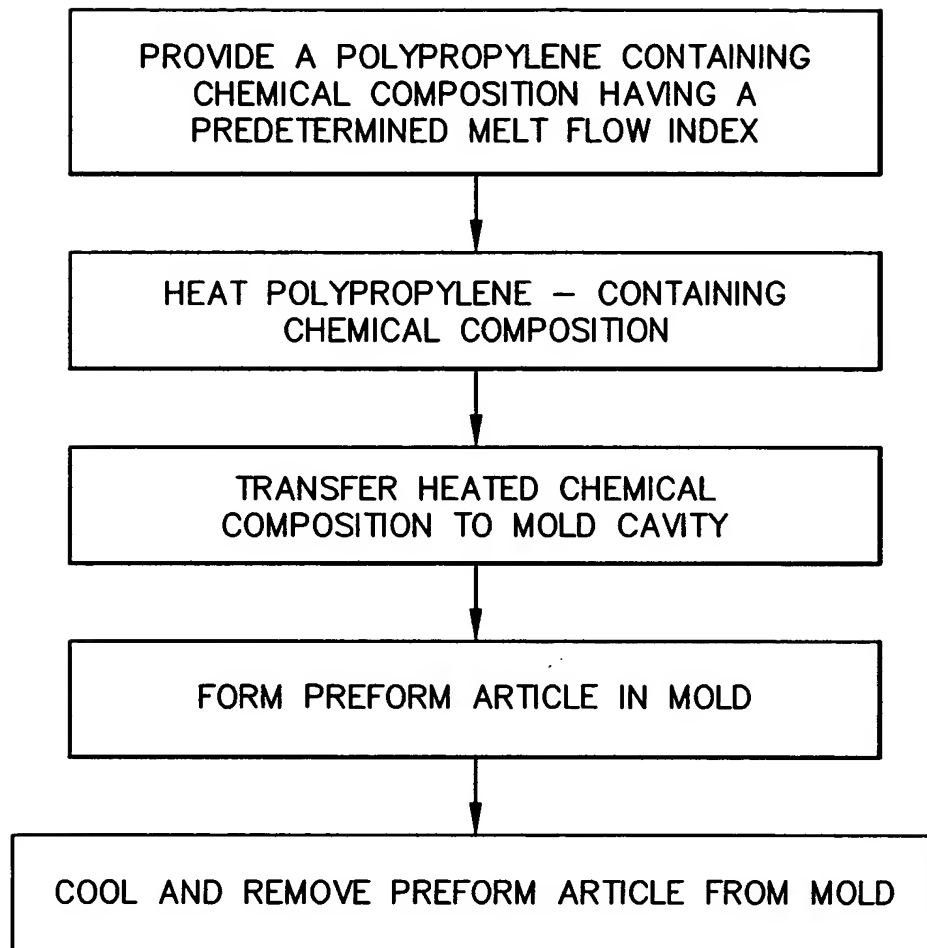 PROVIDE A POLYPROPYLENE CONTAINING
CHEMICAL COMPOSITION HAVING A
PREDETERMINED MELT FLOW INDEX
HEAT POLYPROPYLENE – CONTAINING
CHEMICAL COMPOSITION
TRANSFER HEATED CHEMICAL
COMPOSITION TO MOLD CAVITY
FORM PREFORM ARTICLE IN MOLD
COOL AND REMOVE PREFORM ARTICLE FROM MOLD